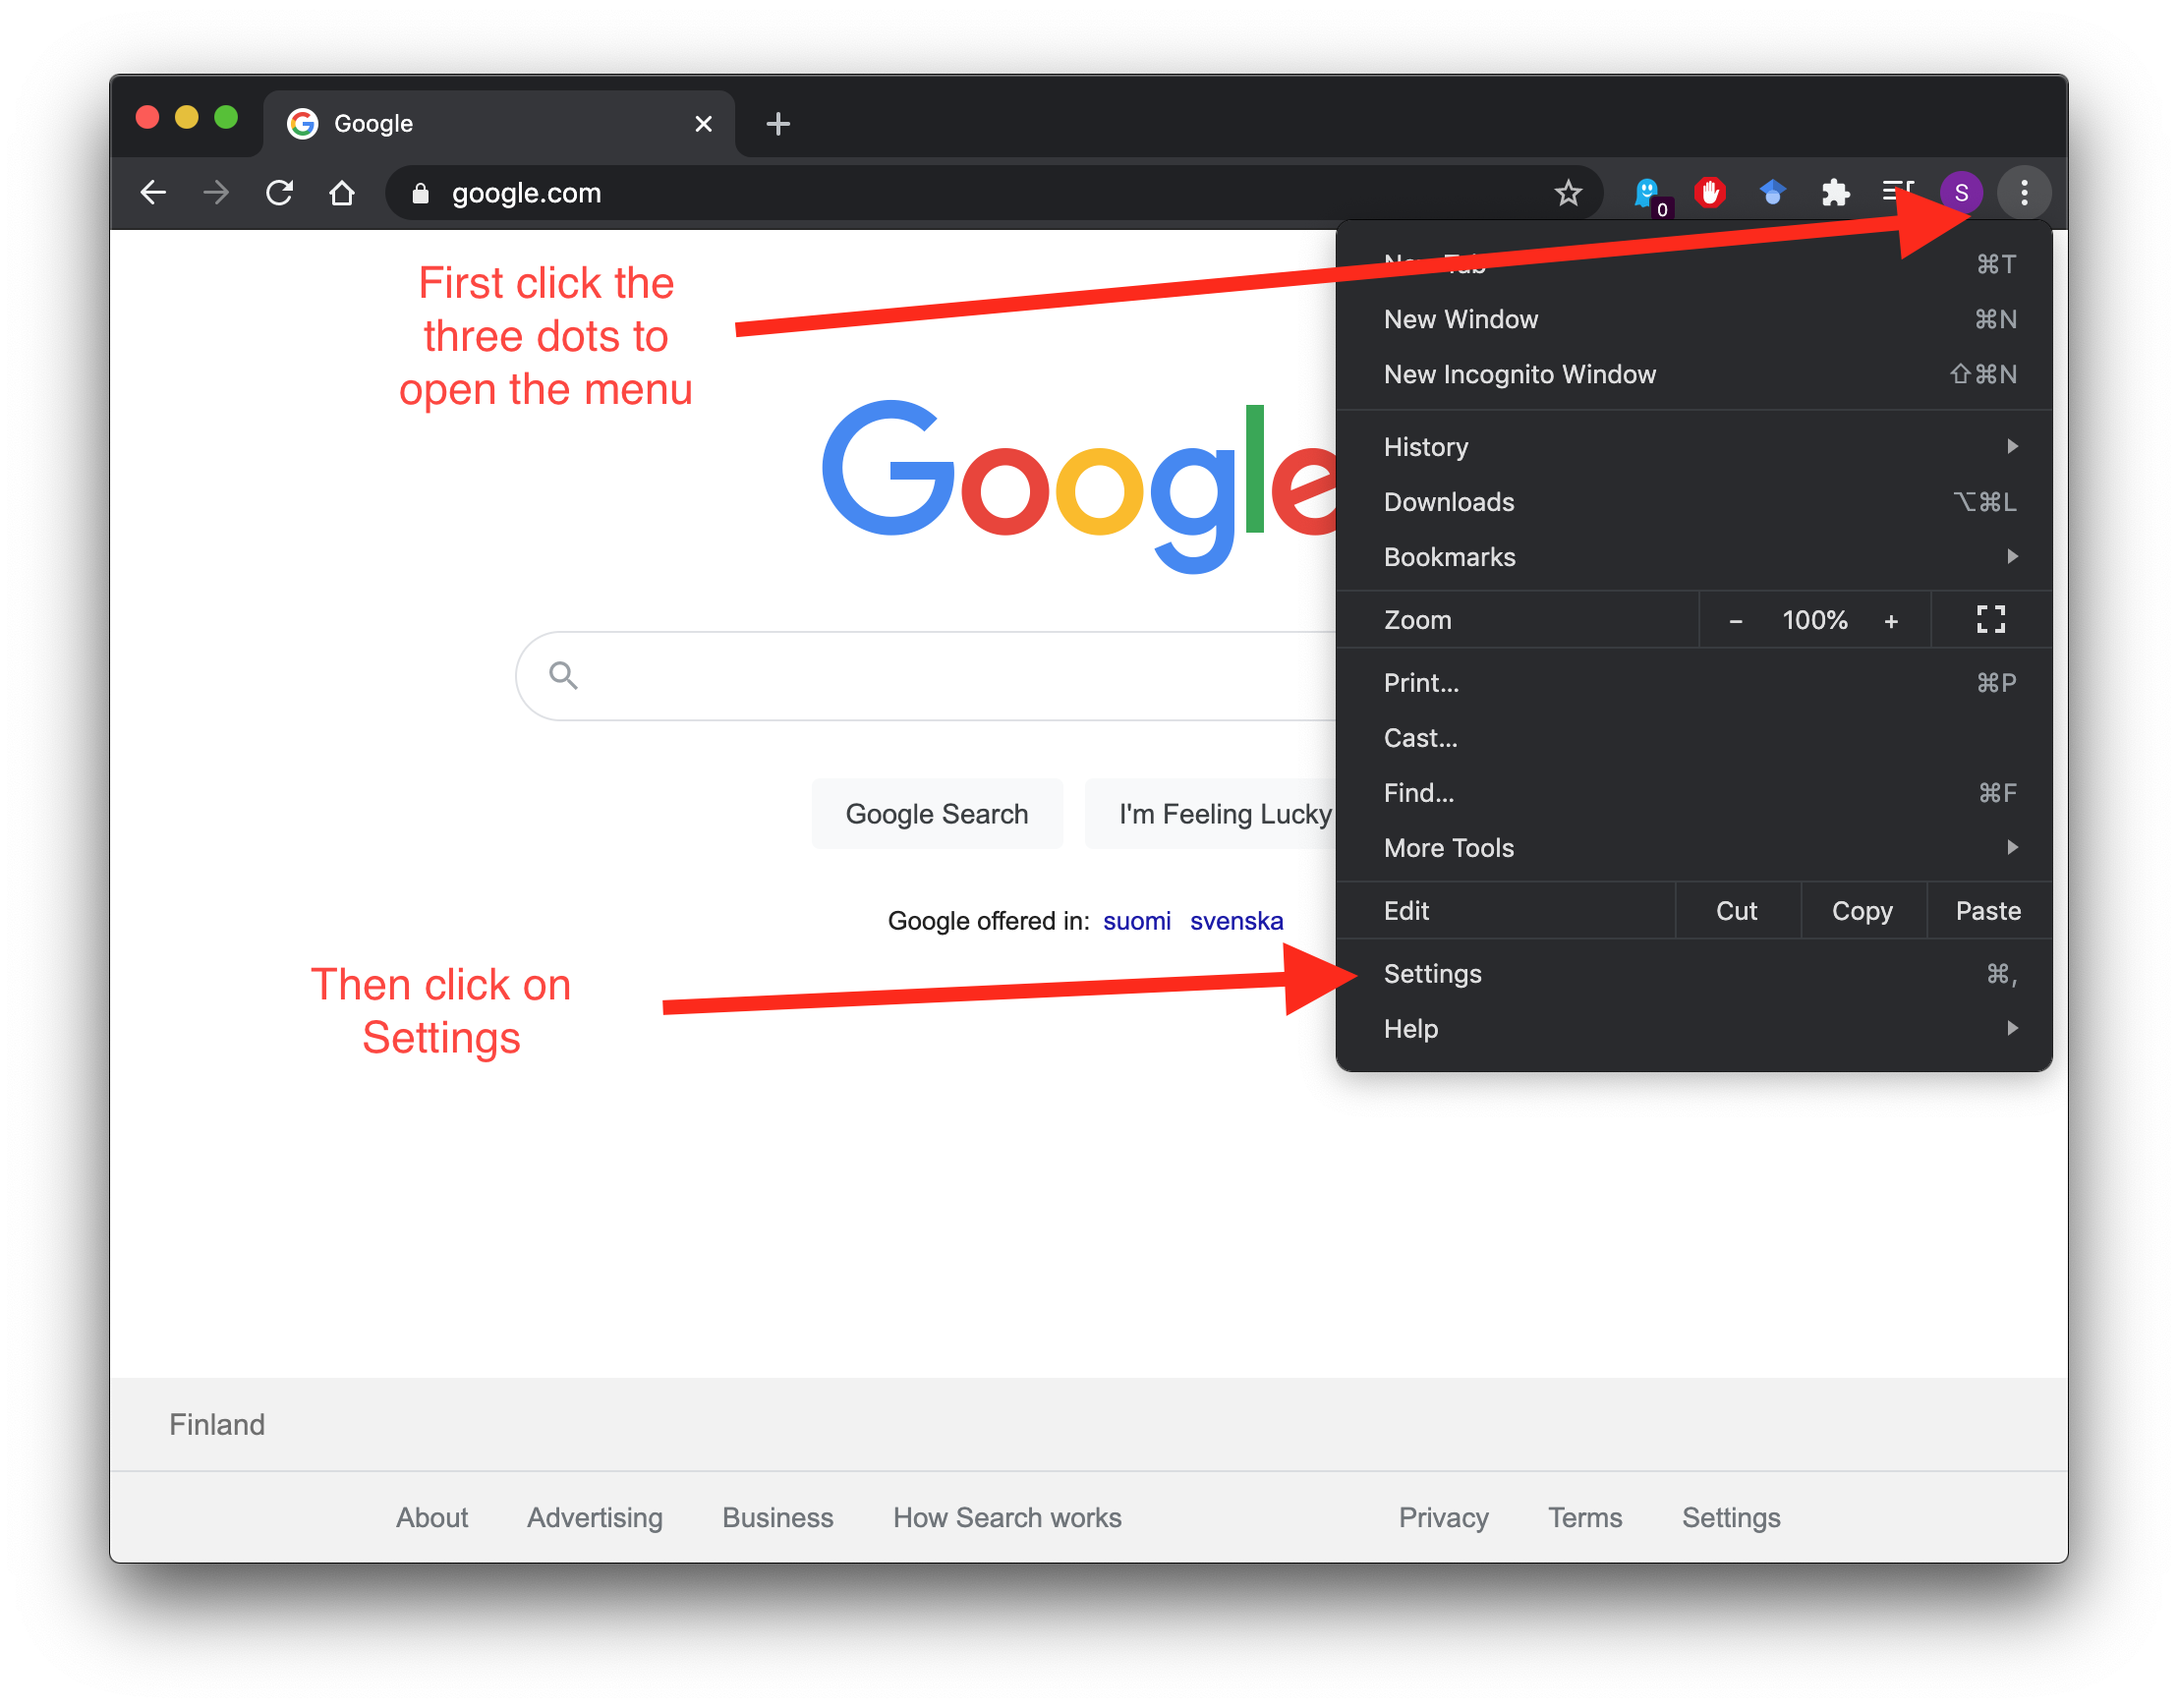 Google
google.com
0
S
First click the
three dots to
open the menu
Google
Google Search
I'm Feeling Lucky
Google offered in: suomi svenska
Then click on
Settings
New Tab ⌘T
New Window ⌘N
New Incognito Window ⇧⌘N
History
Downloads ⌥⌘L
Bookmarks
Zoom – 100% +
Print... ⌘P
Cast...
Find... ⌘F
More Tools
Edit Cut Copy Paste
Settings ⌘,
Help
Finland
About Advertising Business How Search works Privacy Terms Settings